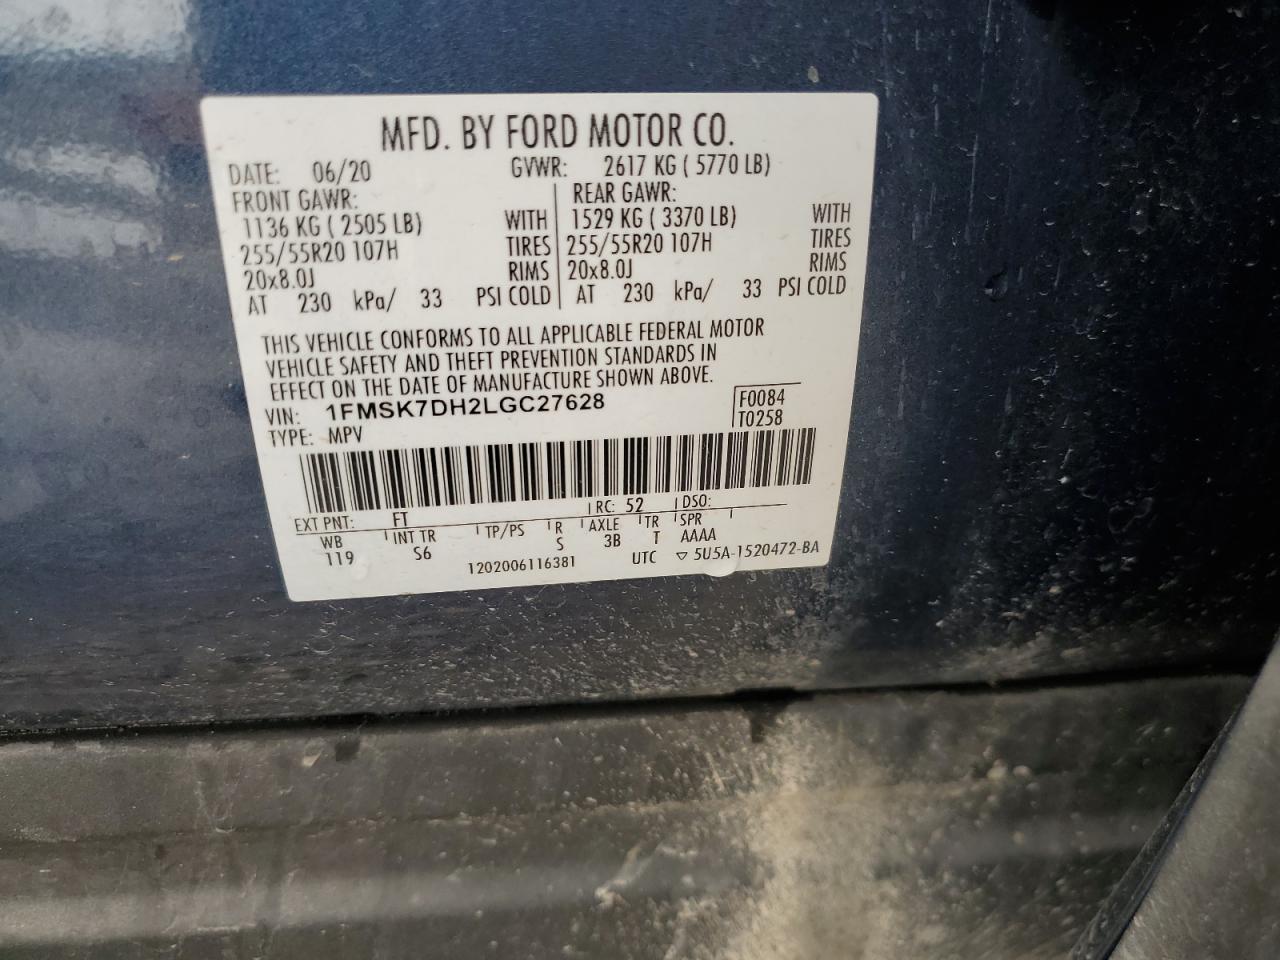 MFD. BY FORD MOTOR CO.
DATE: 06/20 GVWR: 2617 KG ( 5770 LB)
FRONT GAWR: REAR GAWR:
1136 KG ( 2505 LB) WITH 1529 KG ( 3370 LB) WITH
255/55R20 107H TIRES 255/55R20 107H TIRES
20x8.0J RIMS 20x8.0J RIMS
AT 230 kPa/ 33 PSI COLD AT 230 kPa/ 33 PSI COLD
THIS VEHICLE CONFORMS TO ALL APPLICABLE FEDERAL MOTOR
VEHICLE SAFETY AND THEFT PREVENTION STANDARDS IN
EFFECT ON THE DATE OF MANUFACTURE SHOWN ABOVE.
VIN: 1FMSK7DH2LGC27628 F0084
TYPE: MPV T0258
EXT PNT: FT RC: 52 DSO:
WB INT TR TP/PS R AXLE TR SPR
119 S6 S 3B T AAAA
1202006116381 UTC ▽ 5U5A-1520472-BA